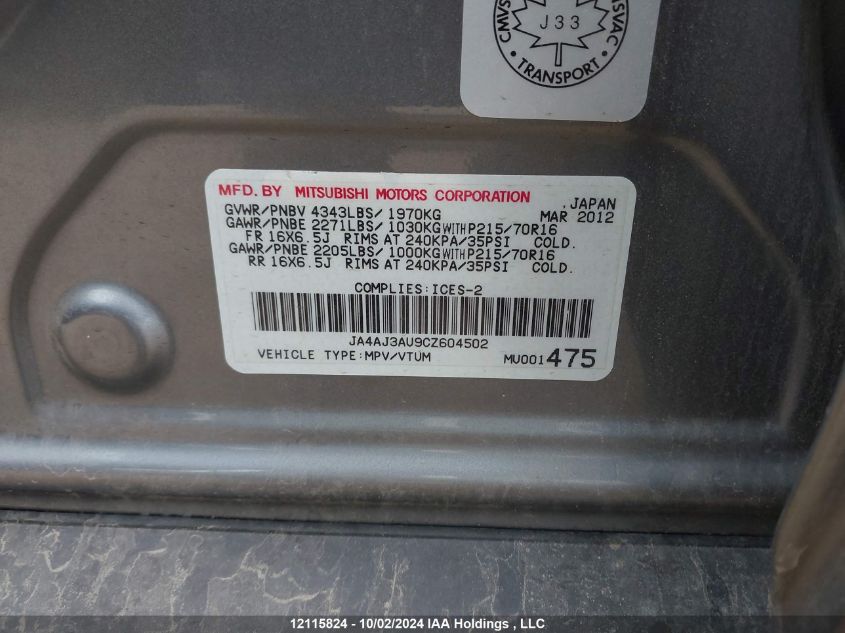 CMVS
ASVAC
J33
• TRANSPORT •
MFD. BY MITSUBISHI MOTORS CORPORATION
JAPAN
GVWR/PNBV 4343LBS/ 1970KG MAR 2012
GAWR/PNBE 2271LBS/ 1030KG WITH P215/70R16
FR 16X6.5J RIMS AT 240KPA/35PSI COLD.
GAWR/PNBE 2205LBS/ 1000KG WITH P215/70R16
RR 16X6.5J RIMS AT 240KPA/35PSI COLD.
COMPLIES:ICES-2
JA4AJ3AU9CZ604502
VEHICLE TYPE:MPV/VTUM MU001475
12115824 - 10/02/2024 IAA Holdings , LLC